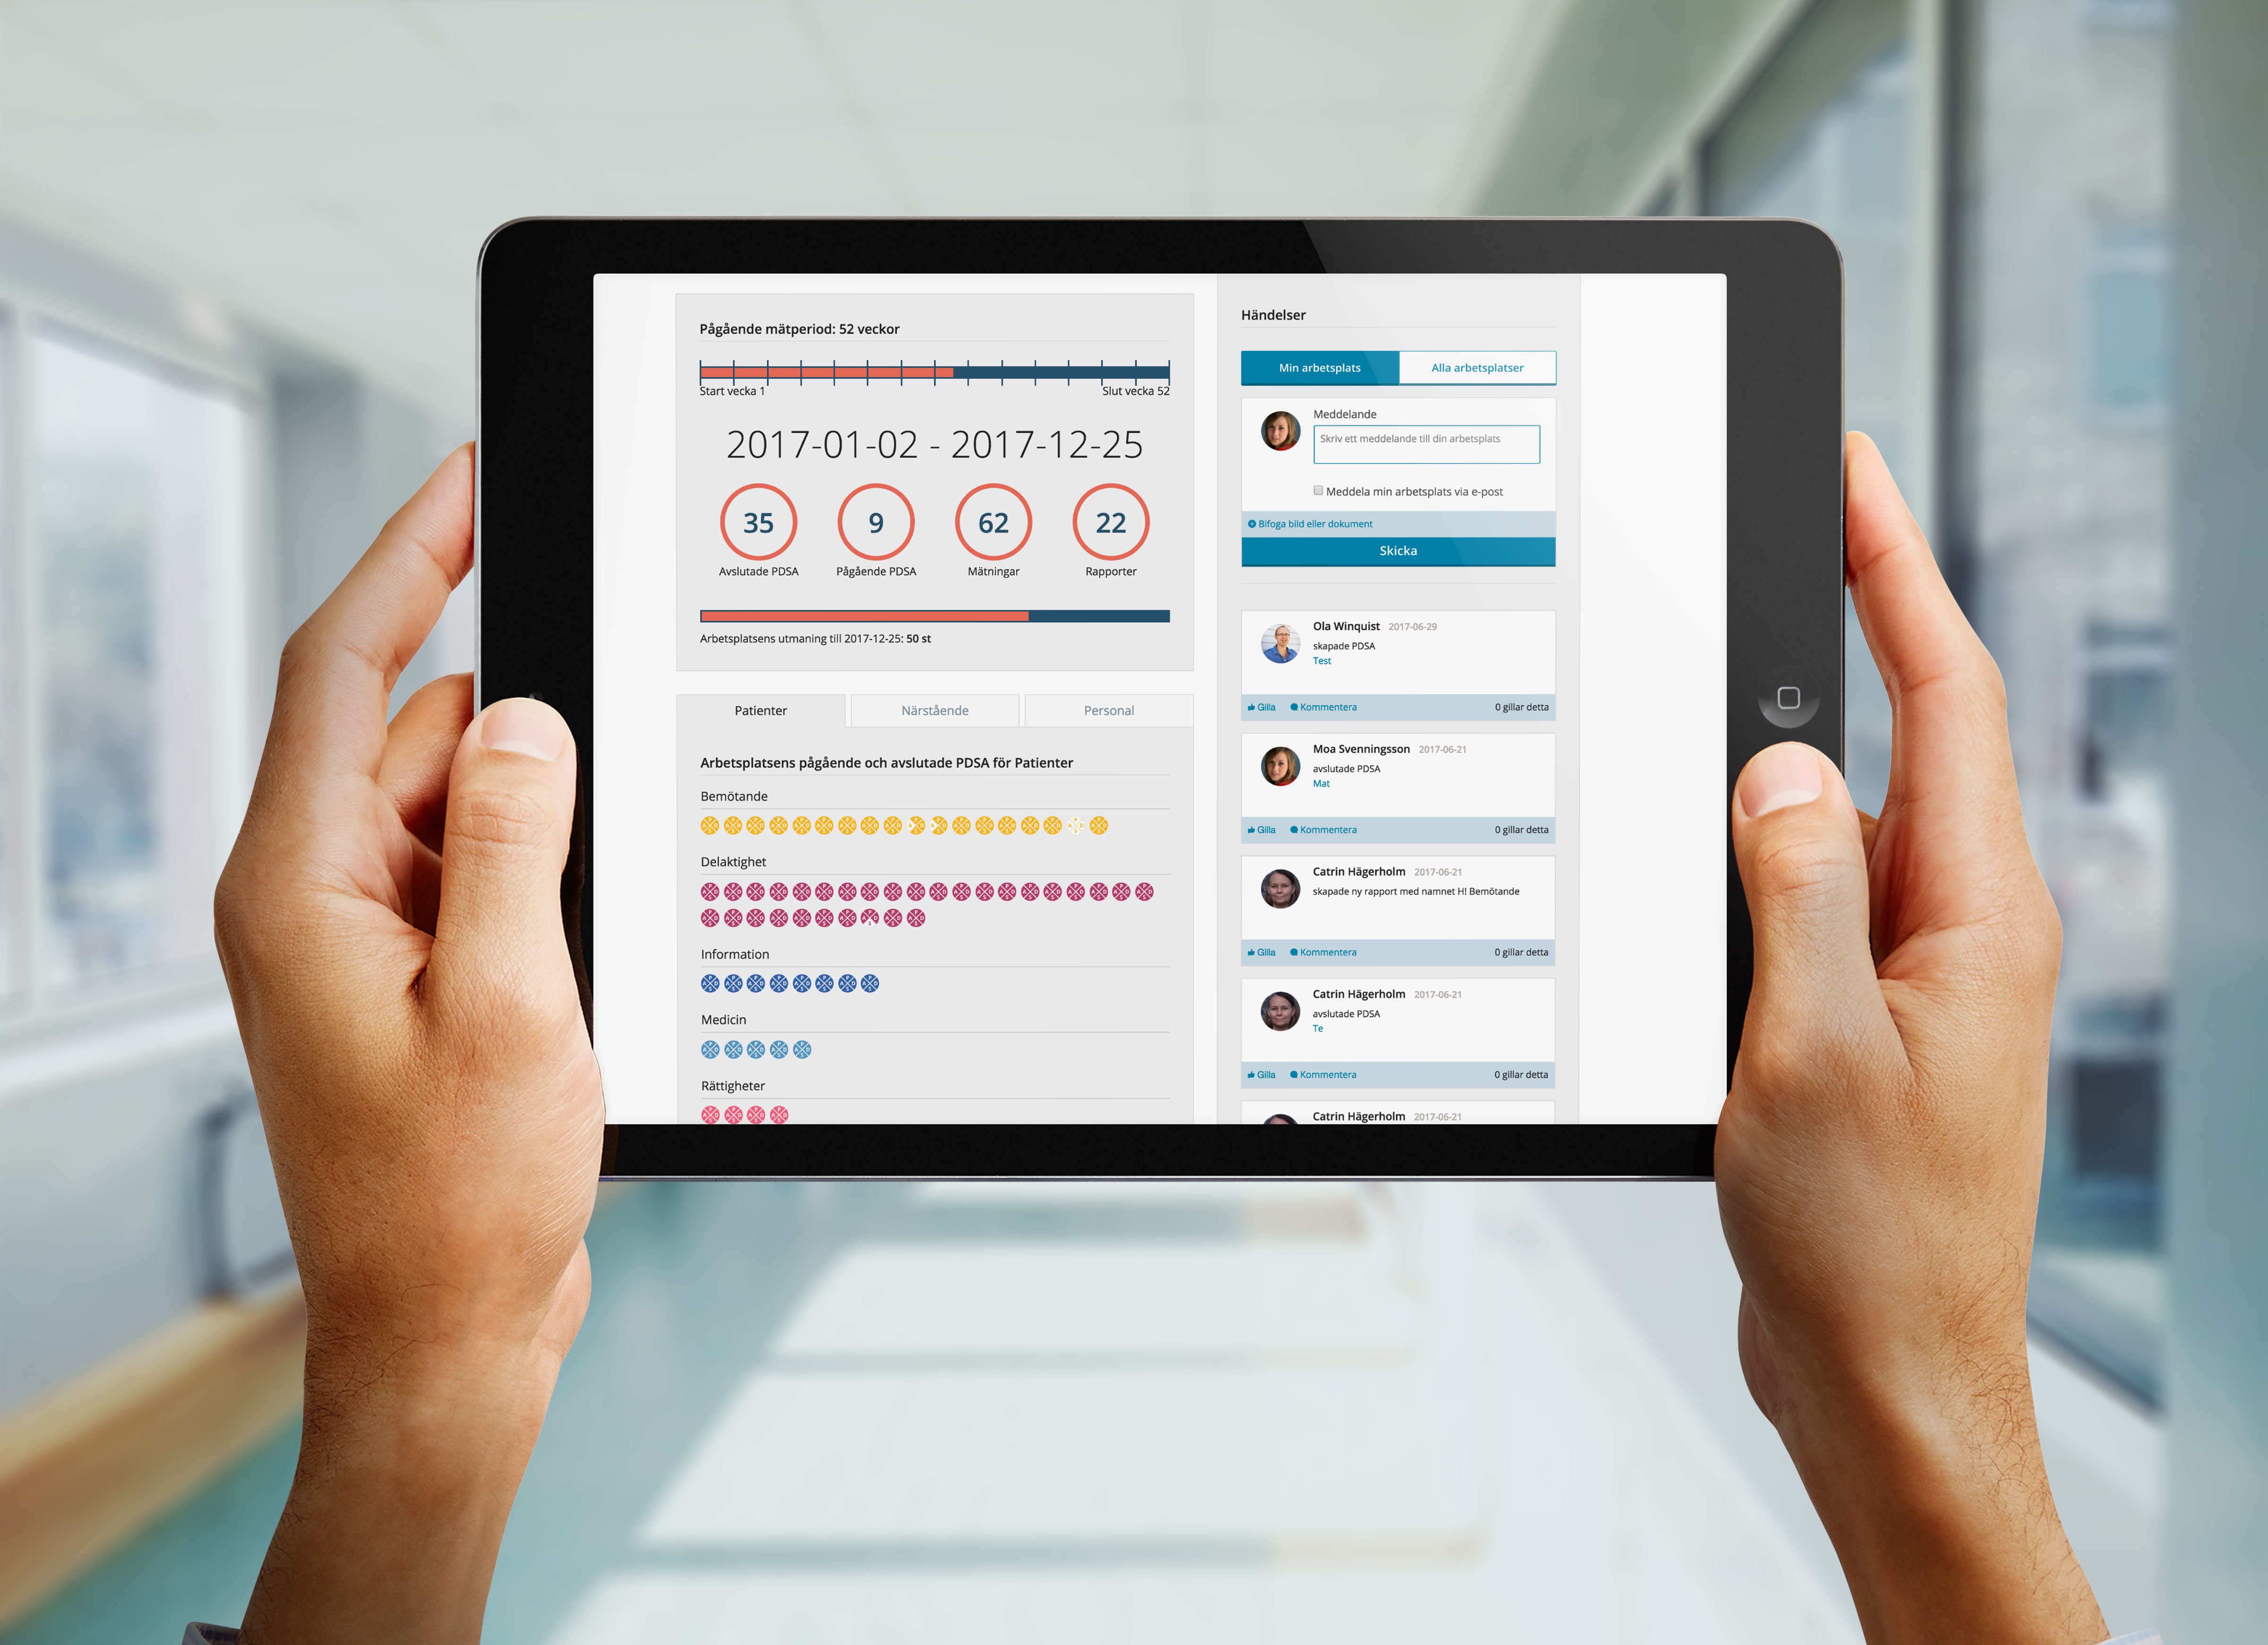 Pågående mätperiod: 52 veckor
Start vecka 1
Slut vecka 52
2017-01-02 - 2017-12-25
35
9
62
22
Avslutade PDSA
Pågående PDSA
Mätningar
Rapporter
Arbetsplatsens utmaning till 2017-12-25: 50 st
Patienter
Närstående
Personal
Arbetsplatsens pågående och avslutade PDSA för Patienter
Bemötande
Delaktighet
Information
Medicin
Rättigheter
Händelser
Min arbetsplats
Alla arbetsplatser
Meddelande
Skriv ett meddelande till din arbetsplats
Meddela min arbetsplats via e-post
Bifoga bild eller dokument
Skicka
Ola Winquist 2017-06-29
skapade PDSA
Test
Gilla Kommentera 0 gillar detta
Moa Svenningsson 2017-06-21
avslutade PDSA
Mat
Gilla Kommentera 0 gillar detta
Catrin Hägerholm 2017-06-21
skapade ny rapport med namnet H! Bemötande
Gilla Kommentera 0 gillar detta
Catrin Hägerholm 2017-06-21
avslutade PDSA
Te
Gilla Kommentera 0 gillar detta
Catrin Hägerholm 2017-06-21